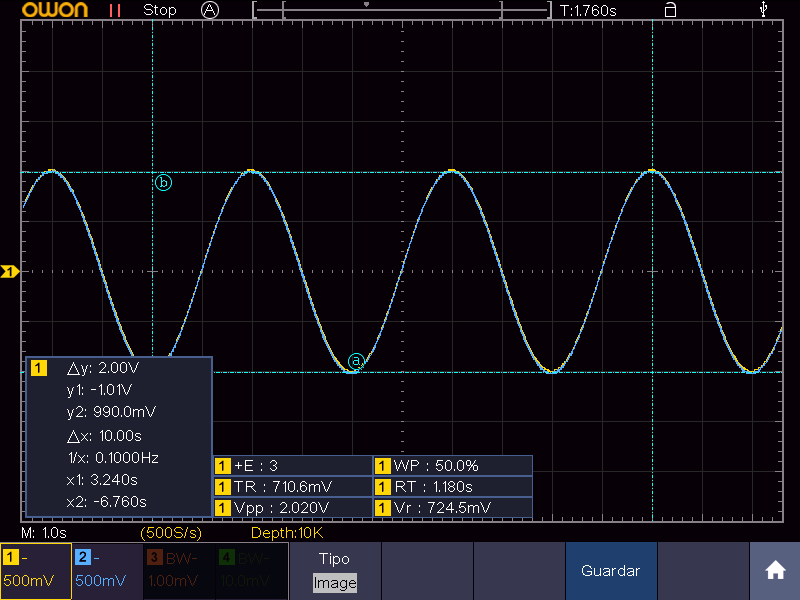 OWON Stop A T:1.760s
b
1
a
1 Δy: 2.00V
y1: -1.01V
y2: 990.0mV
Δx: 10.00s
1/x: 0.1000Hz
x1: 3.240s
x2: -6.760s
1 +E : 3 1 WP : 50.0%
1 TR : 710.6mV 1 RT : 1.180s
1 Vpp : 2.020V 1 Vr : 724.5mV
M: 1.0s (500S/s) Depth:10K
1 - 2 - 3 BW- 4 BW- Tipo
500mV 500mV 1.00mV 10.0mV Image Guardar